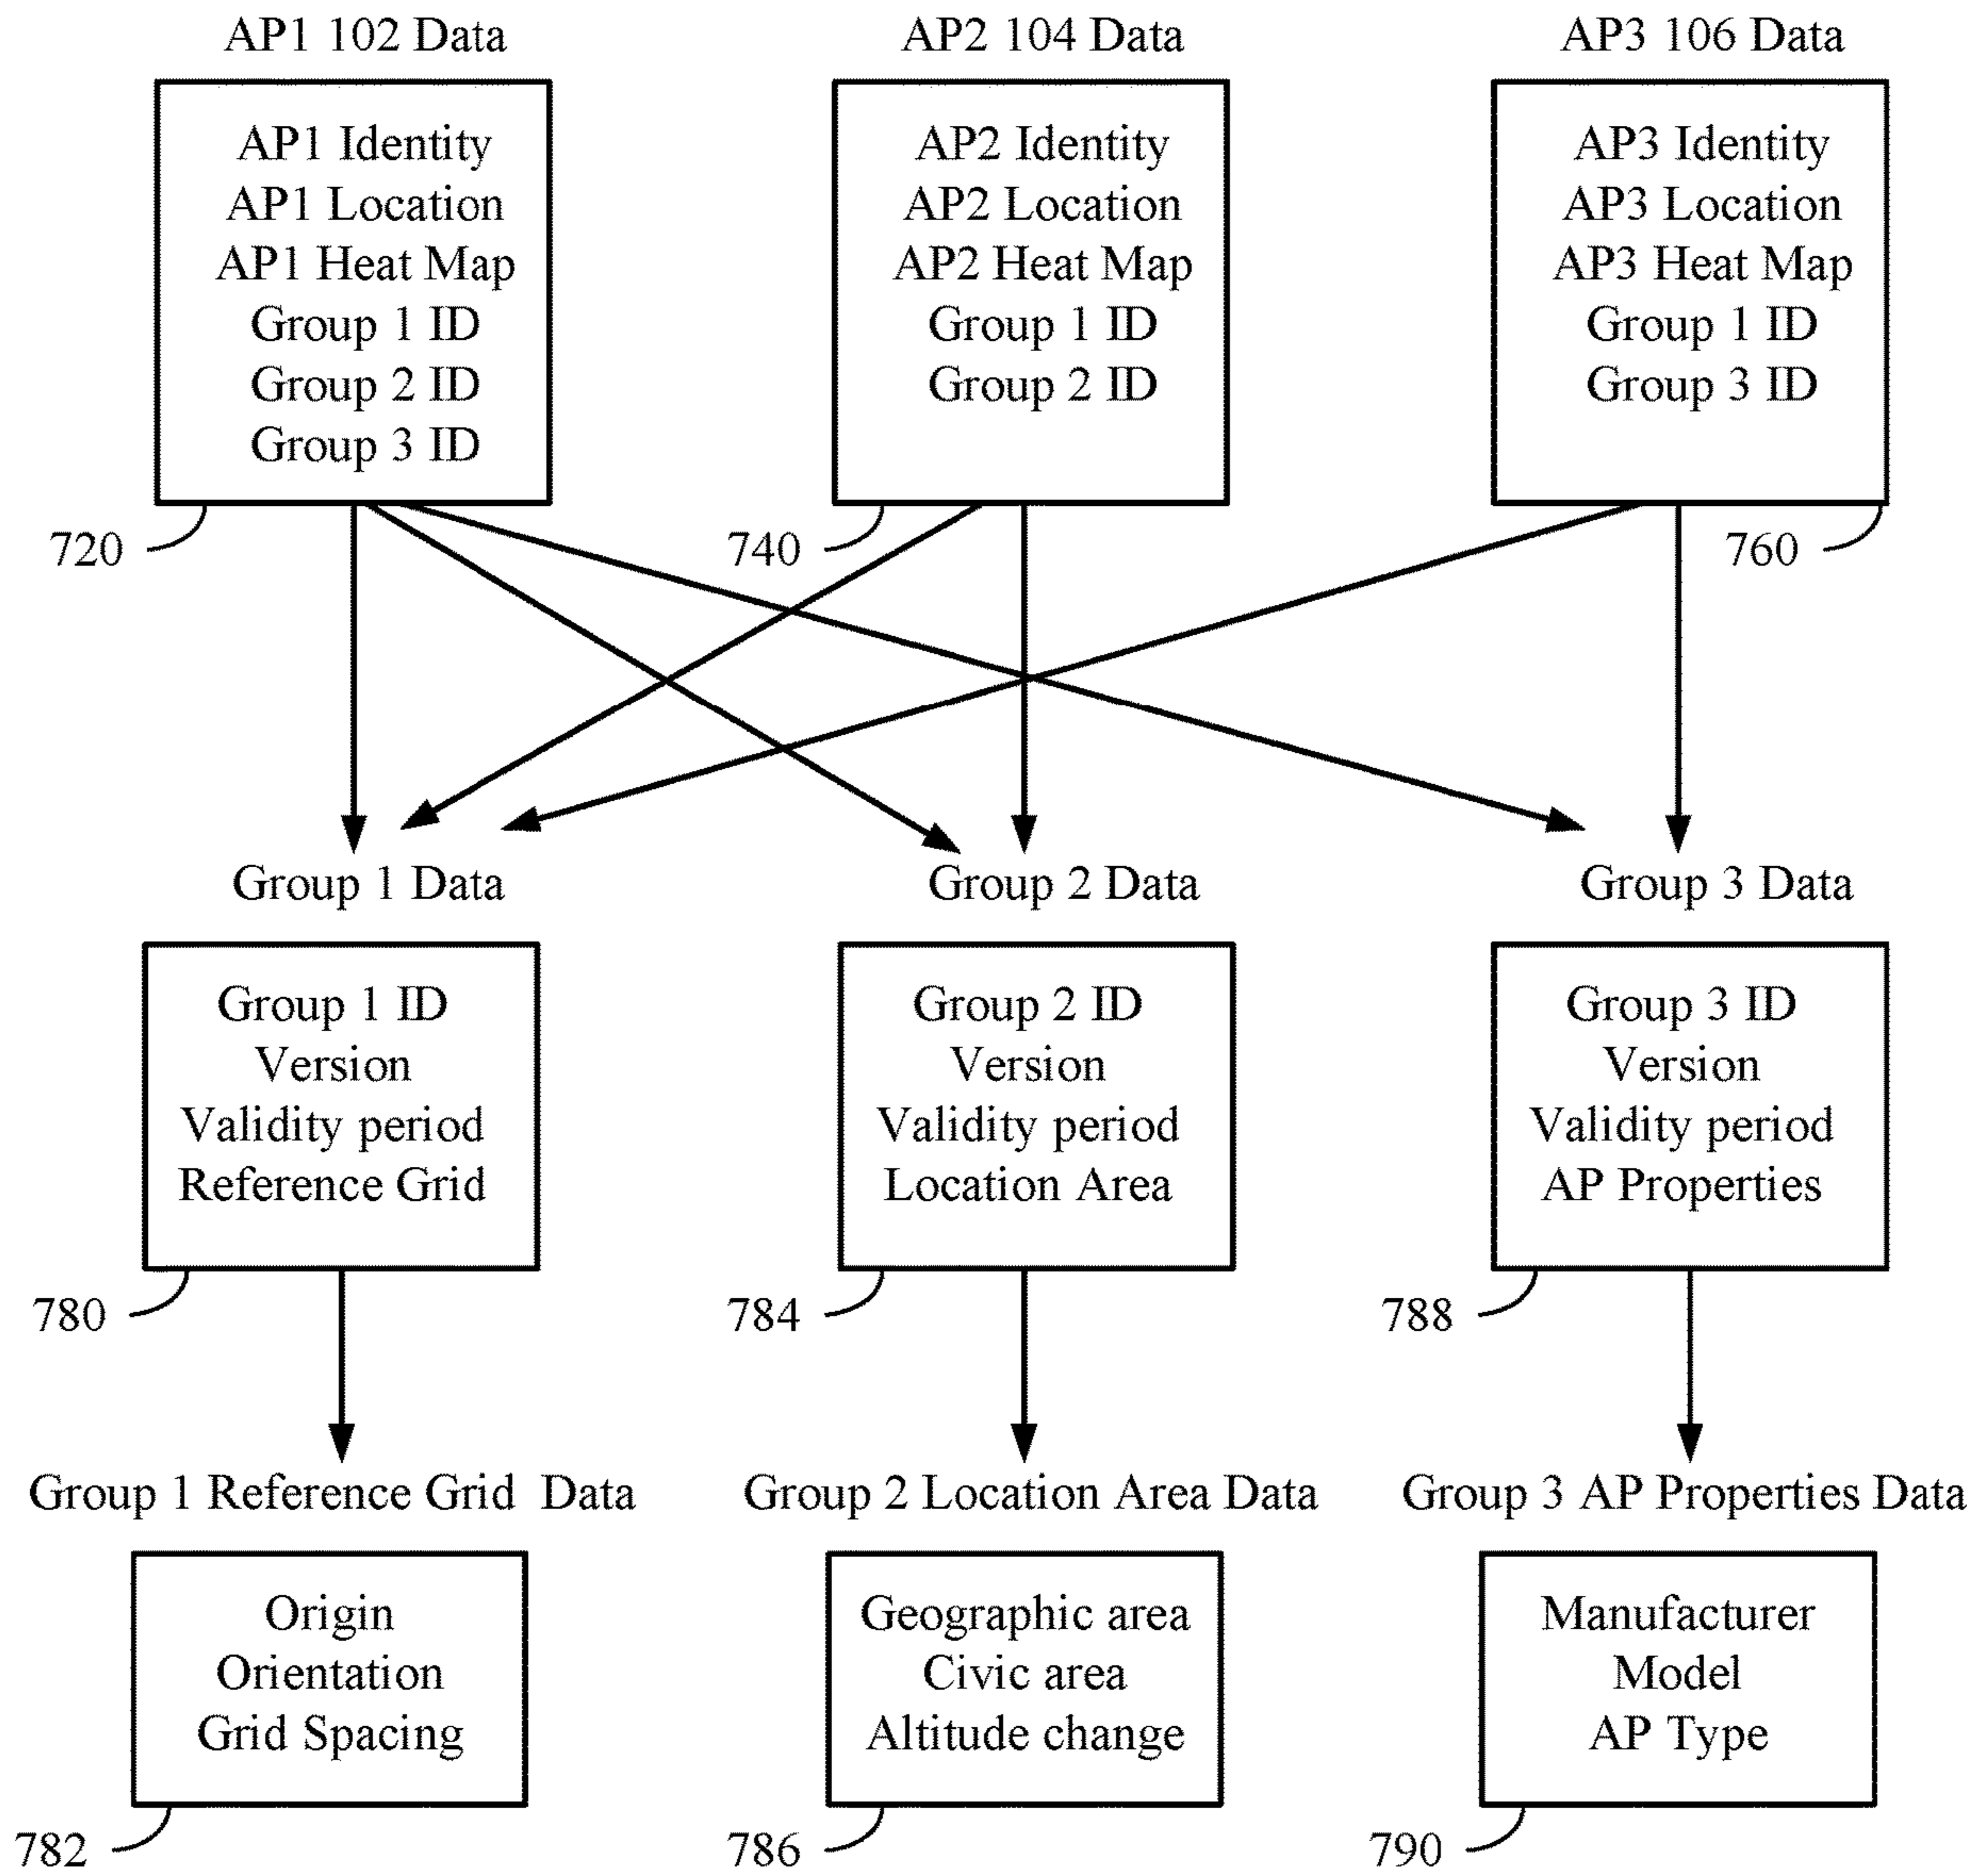 AP1 102 Data
AP2 104 Data
AP3 106 Data
AP1 Identity
AP1 Location
AP1 Heat Map
Group 1 ID
Group 2 ID
Group 3 ID
AP2 Identity
AP2 Location
AP2 Heat Map
Group 1 ID
Group 2 ID
AP3 Identity
AP3 Location
AP3 Heat Map
Group 1 ID
Group 3 ID
720
740
760
Group 1 Data
Group 2 Data
Group 3 Data
Group 1 ID
Version
Validity period
Reference Grid
Group 2 ID
Version
Validity period
Location Area
Group 3 ID
Version
Validity period
AP Properties
780
784
788
Group 1 Reference Grid Data
Group 2 Location Area Data
Group 3 AP Properties Data
Origin
Orientation
Grid Spacing
Geographic area
Civic area
Altitude change
Manufacturer
Model
AP Type
782
786
790